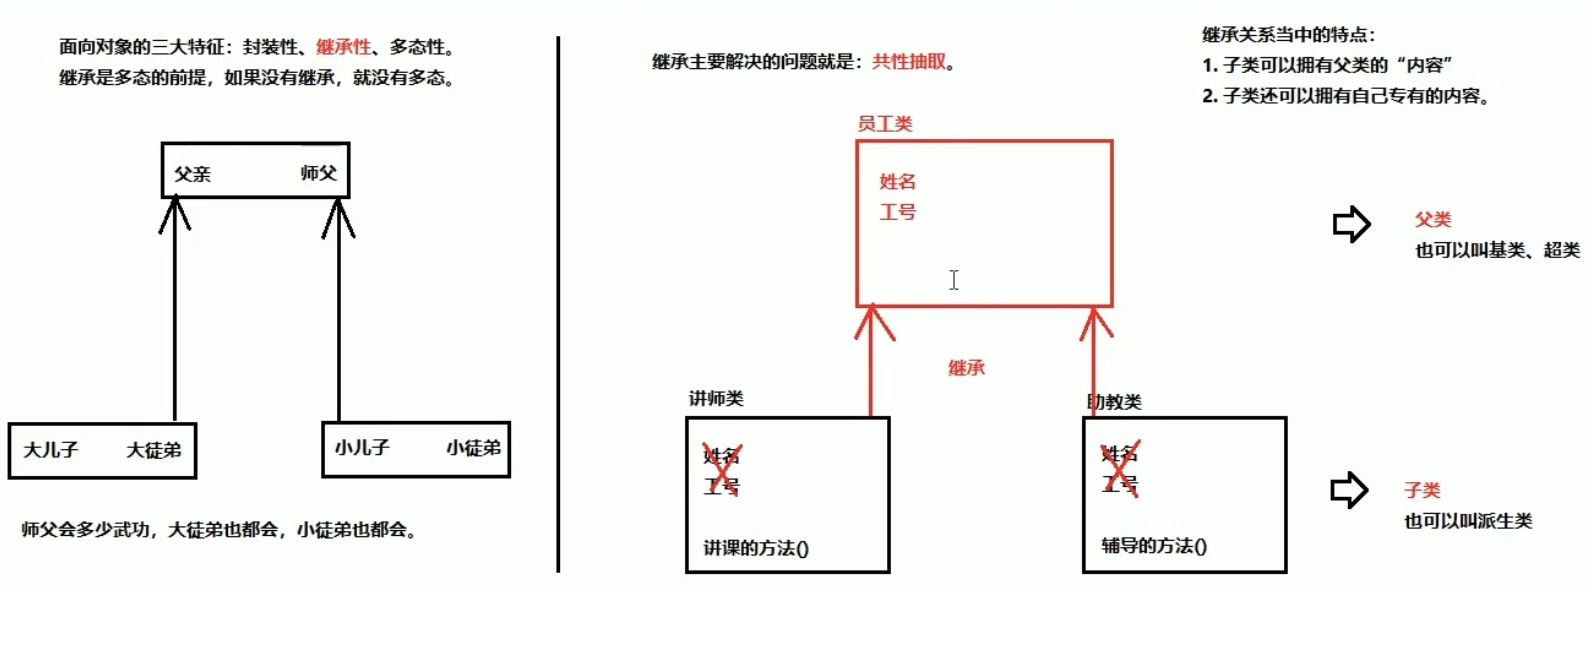 面向对象的三大特征：封装性、继承性、多态性。
继承是多态的前提，如果没有继承，就没有多态。
父亲 师父
大儿子 大徒弟
小儿子 小徒弟
师父会多少武功，大徒弟也都会，小徒弟也都会。
继承主要解决的问题就是：共性抽取。
员工类
姓名
工号
继承
讲师类
姓名
工号
讲课的方法()
助教类
姓名
工号
辅导的方法()
继承关系当中的特点：
1. 子类可以拥有父类的“内容”
2. 子类还可以拥有自己专有的内容。
父类
也可以叫基类、超类
子类
也可以叫派生类